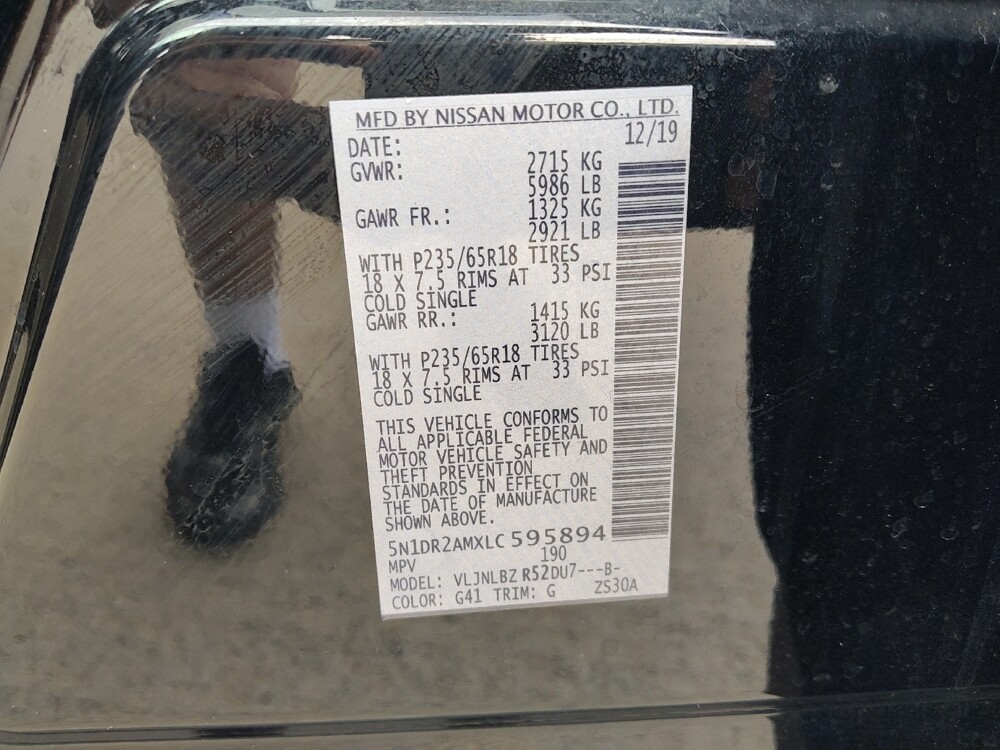 MFD BY NISSAN MOTOR CO., LTD.
DATE: 12/19
GVWR: 2715 KG
5986 LB
GAWR FR.: 1325 KG
2921 LB
WITH P235/65R18 TIRES
18 X 7.5 RIMS AT 33 PSI
COLD SINGLE
GAWR RR.: 1415 KG
3120 LB
WITH P235/65R18 TIRES
18 X 7.5 RIMS AT 33 PSI
COLD SINGLE
THIS VEHICLE CONFORMS TO
ALL APPLICABLE FEDERAL
MOTOR VEHICLE SAFETY AND
THEFT PREVENTION
STANDARDS IN EFFECT ON
THE DATE OF MANUFACTURE
SHOWN ABOVE.
5N1DR2AMXLC 595894
MPV 190
MODEL: VLJNLBZ R52DU7---B-
COLOR: G41 TRIM: G ZS30A